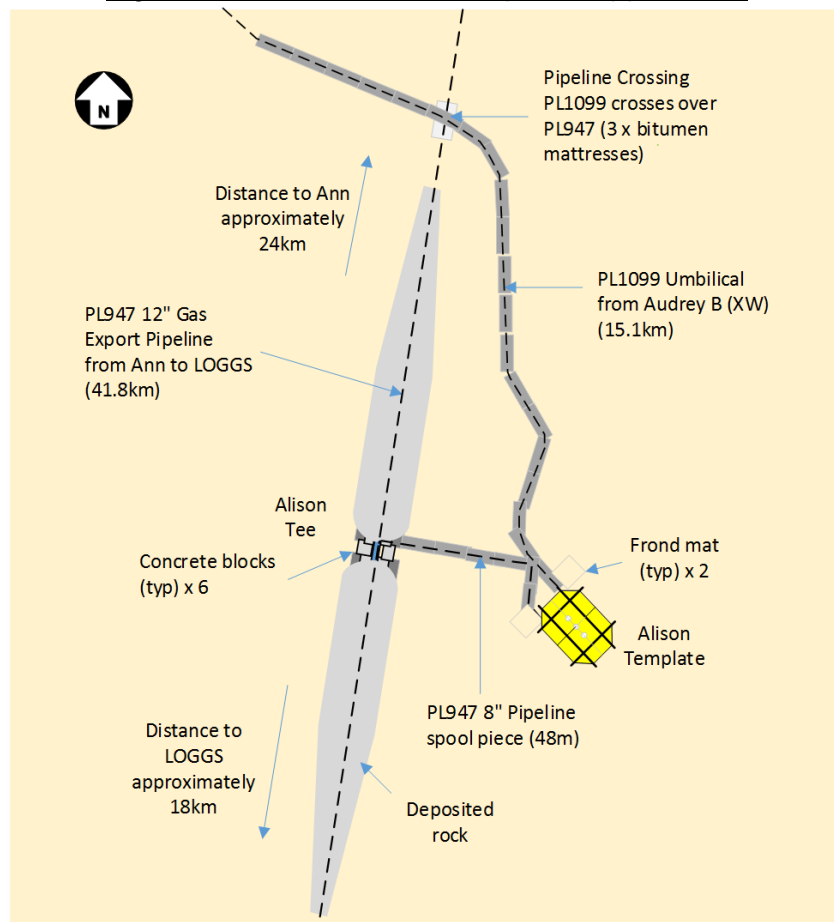 N
Pipeline Crossing
PL1099 crosses over
PL947 (3 x bitumen
mattresses)
Distance to Ann
approximately
24km
PL1099 Umbilical
from Audrey B (XW)
(15.1km)
PL947 12" Gas
Export Pipeline
from Ann to LOGGS
(41.8km)
Alison
Tee
Concrete blocks
(typ) x 6
Frond mat
(typ) x 2
Alison
Template
PL947 8" Pipeline
spool piece (48m)
Distance to
LOGGS
approximately
18km
Deposited
rock